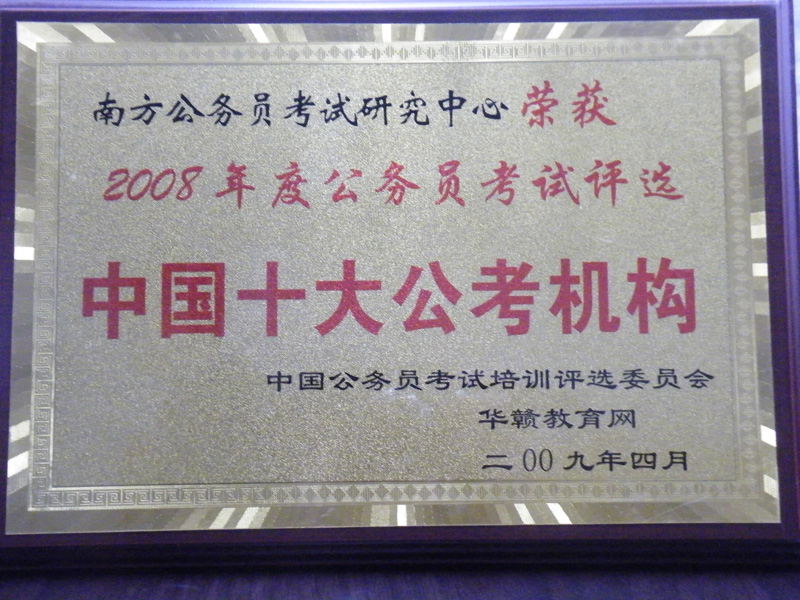 南方公务员考试研究中心荣获
2008年度公务员考试评选
中国十大公考机构
中国公务员考试培训评选委员会
华赣教育网
二00九年四月